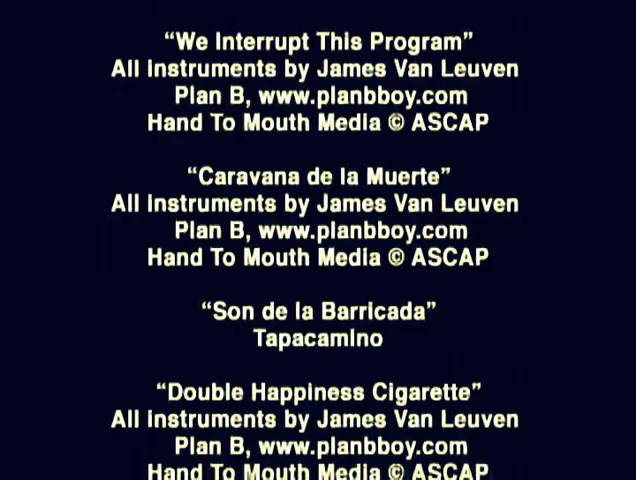 “We Interrupt This Program”
All instruments by James Van Leuven
Plan B, www.planbboy.com
Hand To Mouth Media © ASCAP
“Caravana de la Muerte”
All instruments by James Van Leuven
Plan B, www.planbboy.com
Hand To Mouth Media © ASCAP
“Son de la Barricada”
Tapacamino
“Double Happiness Cigarette”
All instruments by James Van Leuven
Plan B, www.planbboy.com
Hand To Mouth Media © ASCAP